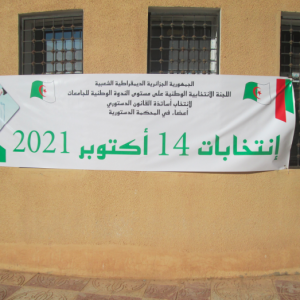 الجمهورية الجزائرية الديمقراطية الشعبية
اللجنة الانتخابية الوطنية على مستوى الندوة الوطنية للجامعات
لانتخاب أساتذة القانون الدستوري
أعضاء في المحكمة الدستورية
إنتخابات 14 أكتوبر 2021